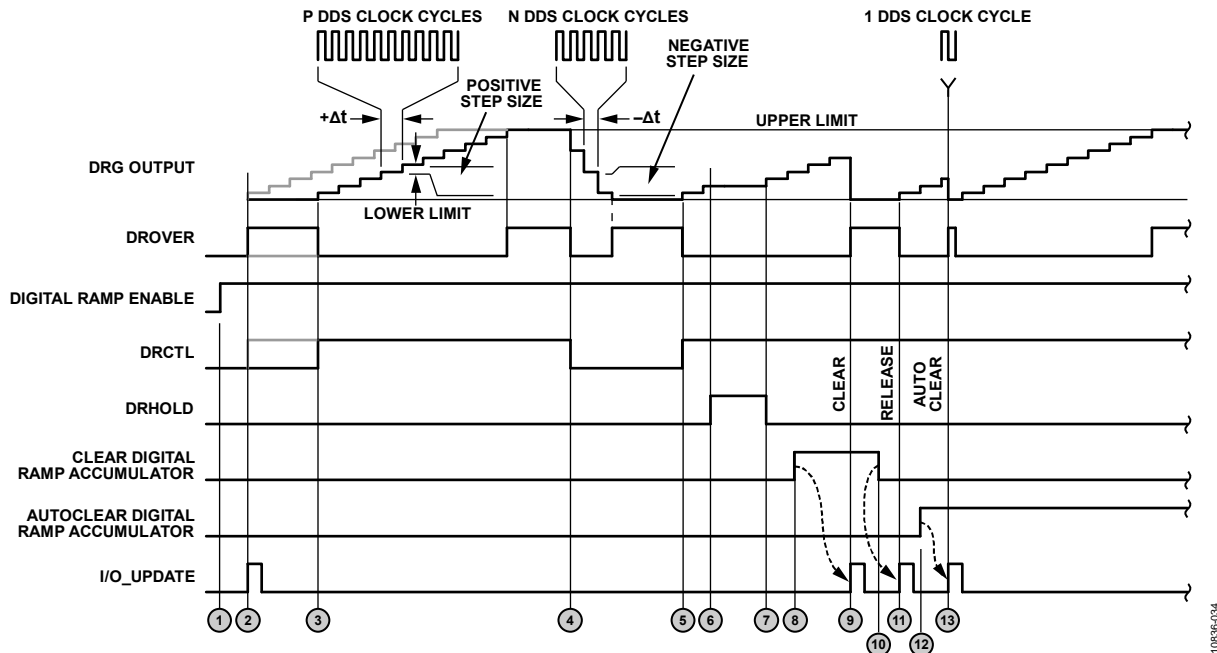 P DDS CLOCK CYCLES
N DDS CLOCK CYCLES
1 DDS CLOCK CYCLE
NEGATIVE
STEP SIZE
POSITIVE
STEP SIZE
+Δt
–Δt
UPPER LIMIT
DRG OUTPUT
LOWER LIMIT
DROVER
DIGITAL RAMP ENABLE
DRCTL
CLEAR
RELEASE
AUTO
CLEAR
DRHOLD
CLEAR DIGITAL
RAMP ACCUMULATOR
AUTOCLEAR DIGITAL
RAMP ACCUMULATOR
I/O_UPDATE
1 2 3 4 5 6 7 8 9 11 13
10 12
10836-034